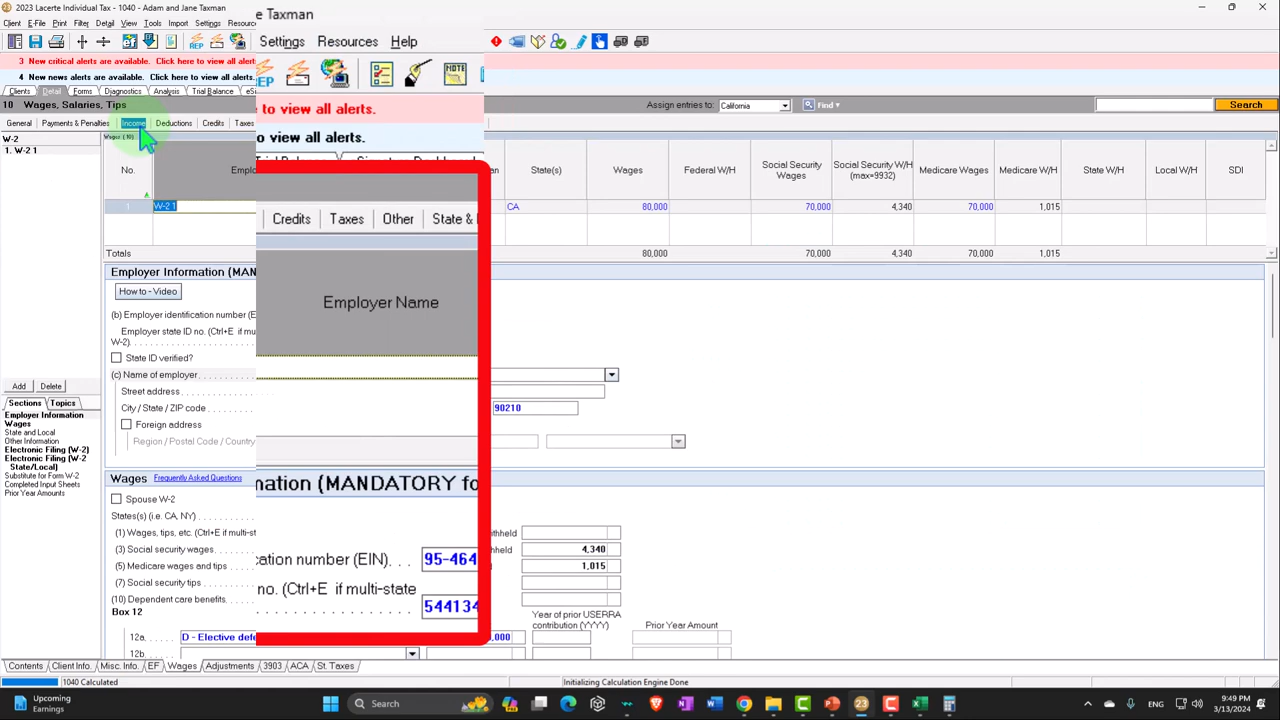 2023 Lacerte Individual Tax - 1040 - Adam and Jane Taxman
e Taxman
Client E-File Print Filter Detail View Tools Import Settings Resourc
Settings Resources Help
REP
EP
NOTE
3 New critical alerts are available. Click here to view all alerts.
e to view all alerts.
4 New news alerts are available. Click here to view all alerts.
o view all alerts.
Clients Detail Forms Diagnostics Analysis Trial Balance eSi
10 Wages, Salaries, Tips
Assign entries to: California Find Search
General Payments & Penalties Income Deductions Credits Taxes
Credits Taxes Other State &
W-2
1. W-2 1
Wages (10)
No. Emplo
Employer Name
an State(s) Wages Federal W/H Social Security Wages Social Security W/H (max=9932) Medicare Wages Medicare W/H State W/H Local W/H SDI
1 W-2 1 CA 80,000 70,000 4,340 70,000 1,015
Totals 80,000 70,000 4,340 70,000 1,015
Employer Information (MAN
mation (MANDATORY fo
How to - Video
(b) Employer identification number (E
Employer state ID no. (Ctrl+E if mu
W-2)
State ID verified?
(c) Name of employer
Street address
City / State / ZIP code
90210
Foreign address
Region / Postal Code / Country
cation number (EIN). . . 95-464
no. (Ctrl+E if multi-state
544134
Add Delete
Sections Topics
Employer Information
Wages
State and Local
Other Information
Electronic Filing (W-2)
Electronic Filing (W-2
State/Local)
Substitute for Form W-2
Completed Input Sheets
Prior Year Amounts
Wages Frequently Asked Questions
Spouse W-2
States(s) (i.e. CA, NY)
(1) Wages, tips, etc. (Ctrl+E if multi-st
(3) Social security wages
(5) Medicare wages and tips
(7) Social security tips
(10) Dependent care benefits
withheld
held 4,340
d 1,015
Box 12
Year of prior USERRA
contribution (YYYY) Prior Year Amount
12a. D - Elective defe ,000
12b.
Contents Client Info. Misc. Info. EF Wages Adjustments 3903 ACA St. Taxes
1040 Calculated Initializing Calculation Engine Done
Upcoming
Earnings
Search
23
ENG
9:49 PM
3/13/2024